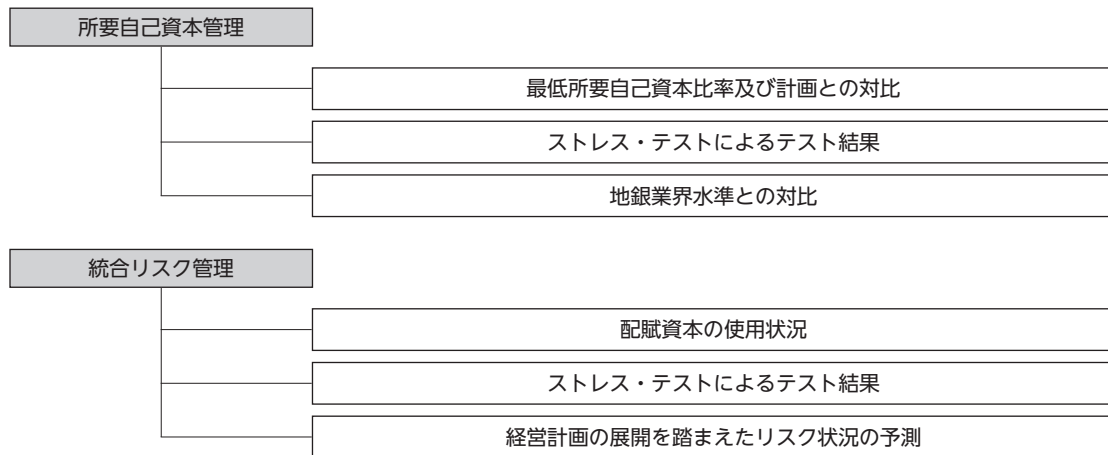 所要自己資本管理
最低所要自己資本比率及び計画との対比
ストレス・テストによるテスト結果
地銀業界水準との対比
統合リスク管理
配賦資本の使用状況
ストレス・テストによるテスト結果
経営計画の展開を踏まえたリスク状況の予測